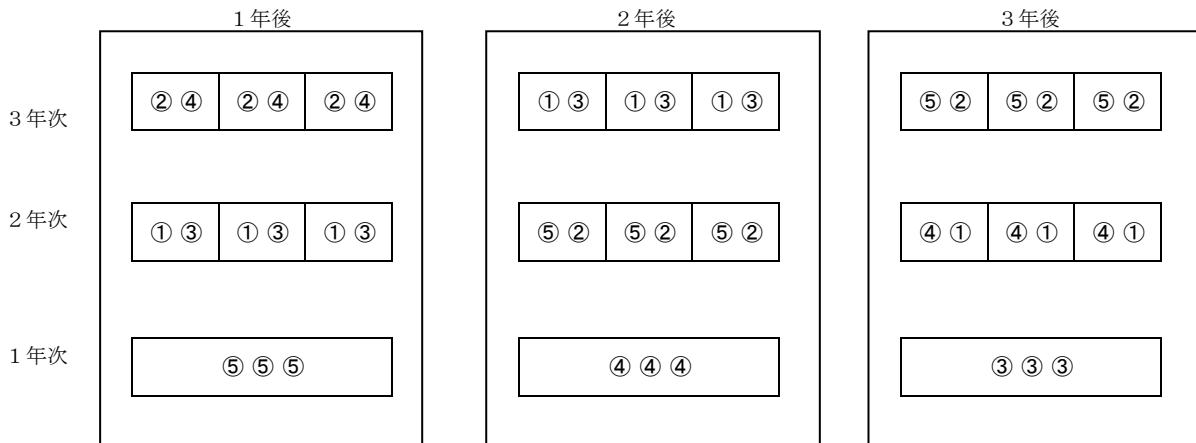 １年後 ２年後 ３年後
３年次 ② ④ ② ④ ② ④ ① ③ ① ③ ① ③ ⑤ ② ⑤ ② ⑤ ②
２年次 ① ③ ① ③ ① ③ ⑤ ② ⑤ ② ⑤ ② ④ ① ④ ① ④ ①
１年次 ⑤ ⑤ ⑤ ④ ④ ④ ③ ③ ③